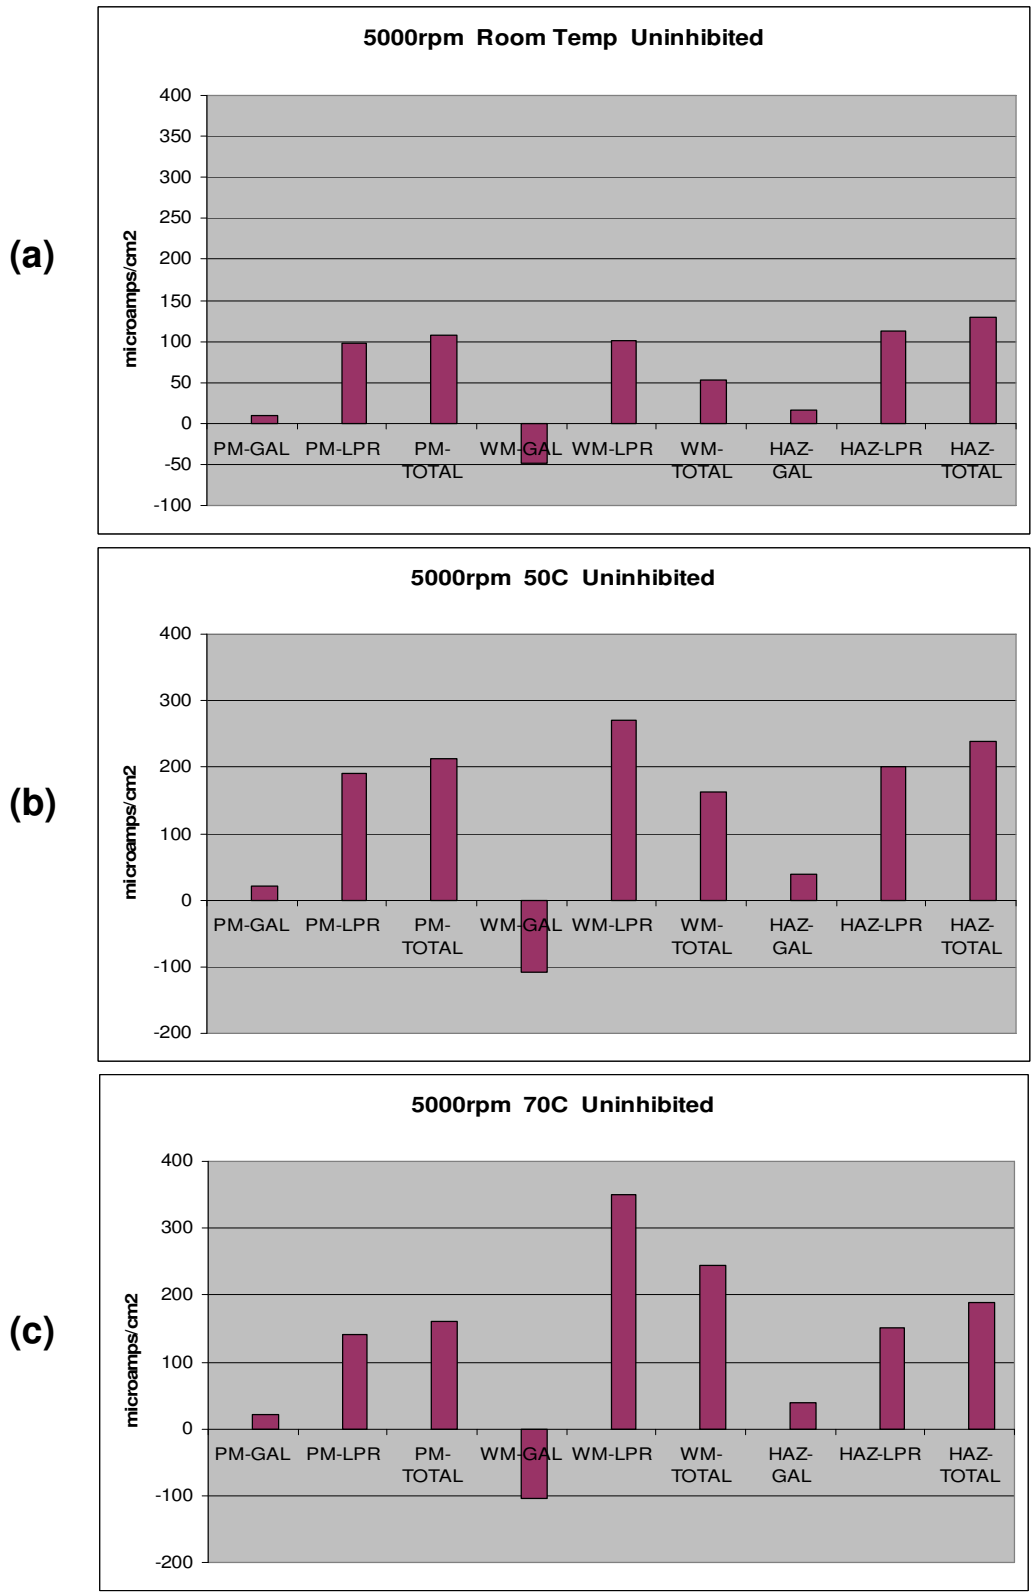 (a)
5000rpm Room Temp Uninhibited
microamps/cm2
400
350
300
250
200
150
100
50
0
-50
-100
PM-GAL PM-LPR PM-TOTAL WM-GAL WM-LPR WM-TOTAL HAZ-GAL HAZ-LPR HAZ-TOTAL
(b)
5000rpm 50C Uninhibited
microamps/cm2
400
300
200
100
0
-100
-200
PM-GAL PM-LPR PM-TOTAL WM-GAL WM-LPR WM-TOTAL HAZ-GAL HAZ-LPR HAZ-TOTAL
(c)
5000rpm 70C Uninhibited
microamps/cm2
400
300
200
100
0
-100
-200
PM-GAL PM-LPR PM-TOTAL WM-GAL WM-LPR WM-TOTAL HAZ-GAL HAZ-LPR HAZ-TOTAL